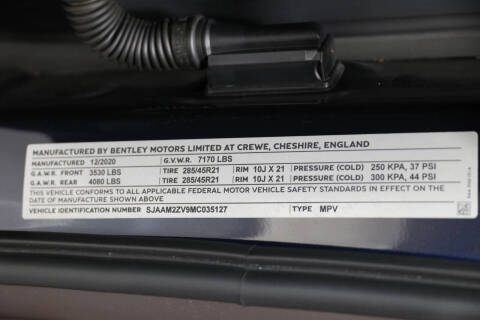 MANUFACTURED BY BENTLEY MOTORS LIMITED AT CREWE, CHESHIRE, ENGLAND
MANUFACTURED 12/2020 G.V.W.R. 7170 LBS
G.A.W.R. FRONT 3530 LBS TIRE 285/45R21 RIM 10J X 21 PRESSURE (COLD) 250 KPA, 37 PSI
G.A.W.R. REAR 4080 LBS TIRE 285/45R21 RIM 10J X 21 PRESSURE (COLD) 300 KPA, 44 PSI
THIS VEHICLE CONFORMS TO ALL APPLICABLE FEDERAL MOTOR VEHICLE SAFETY STANDARDS IN EFFECT ON THE
DATE OF MANUFACTURE SHOWN ABOVE
VEHICLE IDENTIFICATION NUMBER SJAAM2ZV9MC035127 TYPE MPV